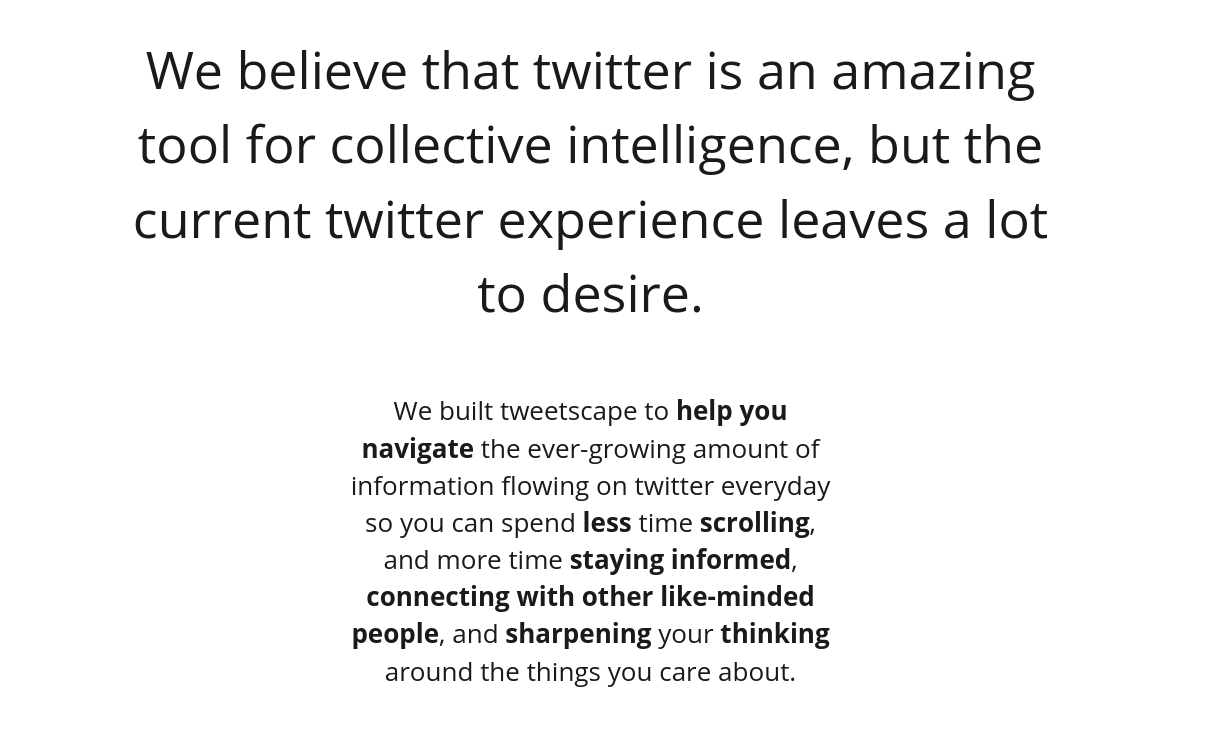 We believe that twitter is an amazing
tool for collective intelligence, but the
current twitter experience leaves a lot
to desire.
We built tweetscape to help you
navigate the ever-growing amount of
information flowing on twitter everyday
so you can spend less time scrolling,
and more time staying informed,
connecting with other like-minded
people, and sharpening your thinking
around the things you care about.